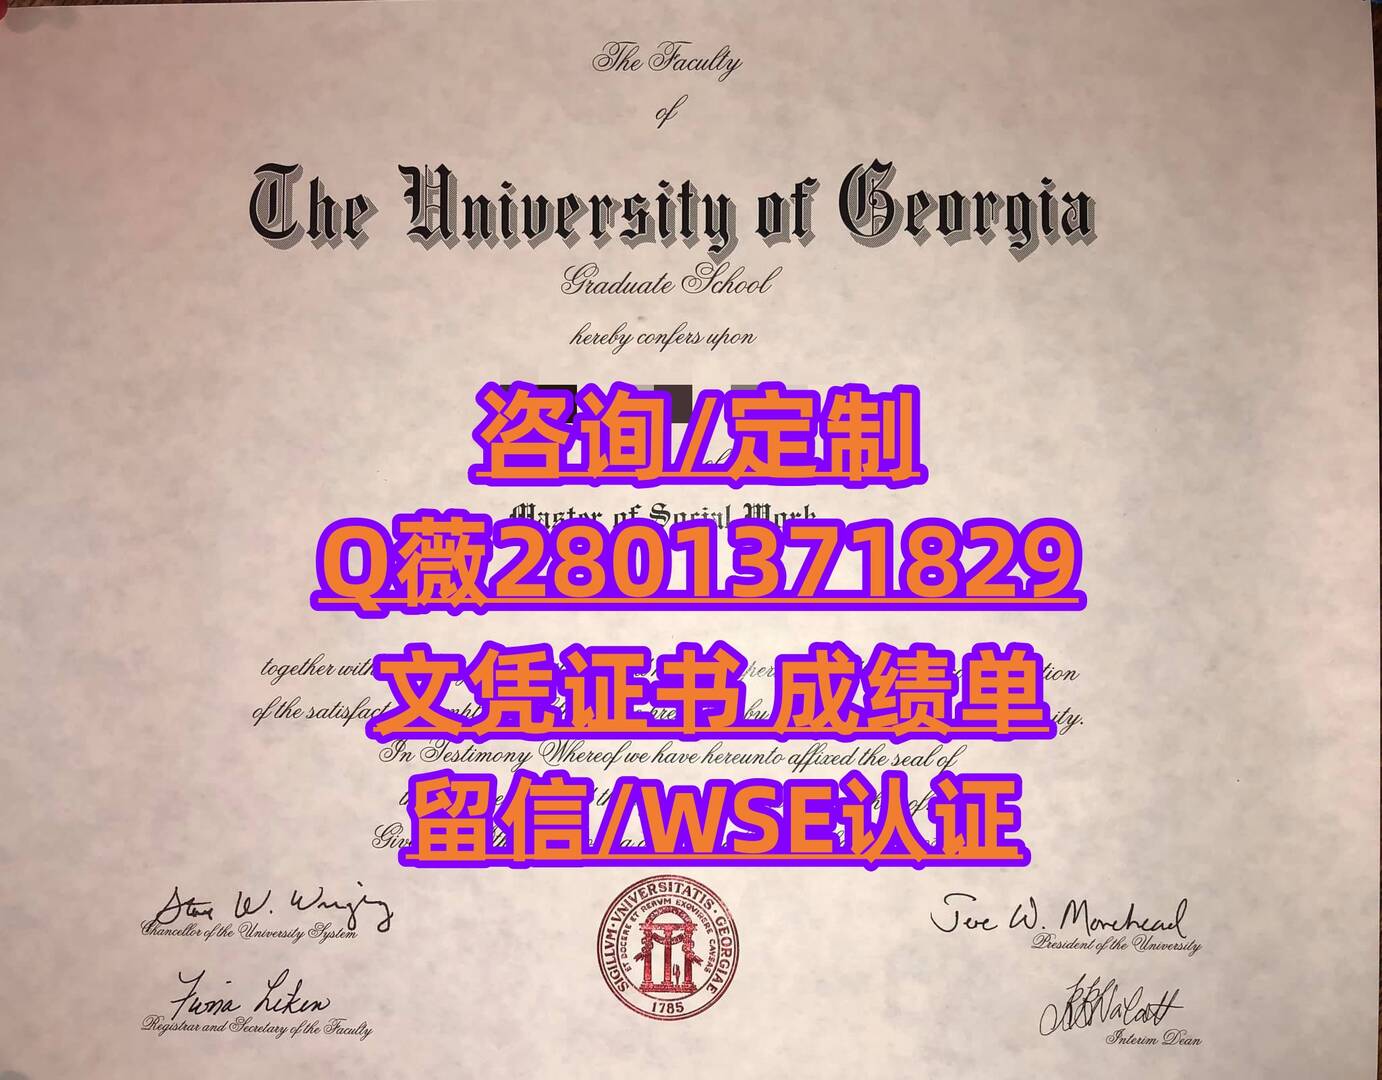 The Faculty
of
The University of Georgia
Graduate School
hereby confers upon
咨询/定制
Master of Social Work
Q薇2801371829
together with
文凭证书 成绩单
of the
ity.
In Testimony Whereof we have hereunto affixed the seal of
留信/WSE认证
SIGILLVM · VNIVERSITATIS · GEORGIAE
ET DOCERE ET RERVM EXQVIRERE CAVSAS
1785
Chancellor of the University System
Jere W. Morehead
President of the University
Registrar and Secretary of the Faculty
Interim Dean